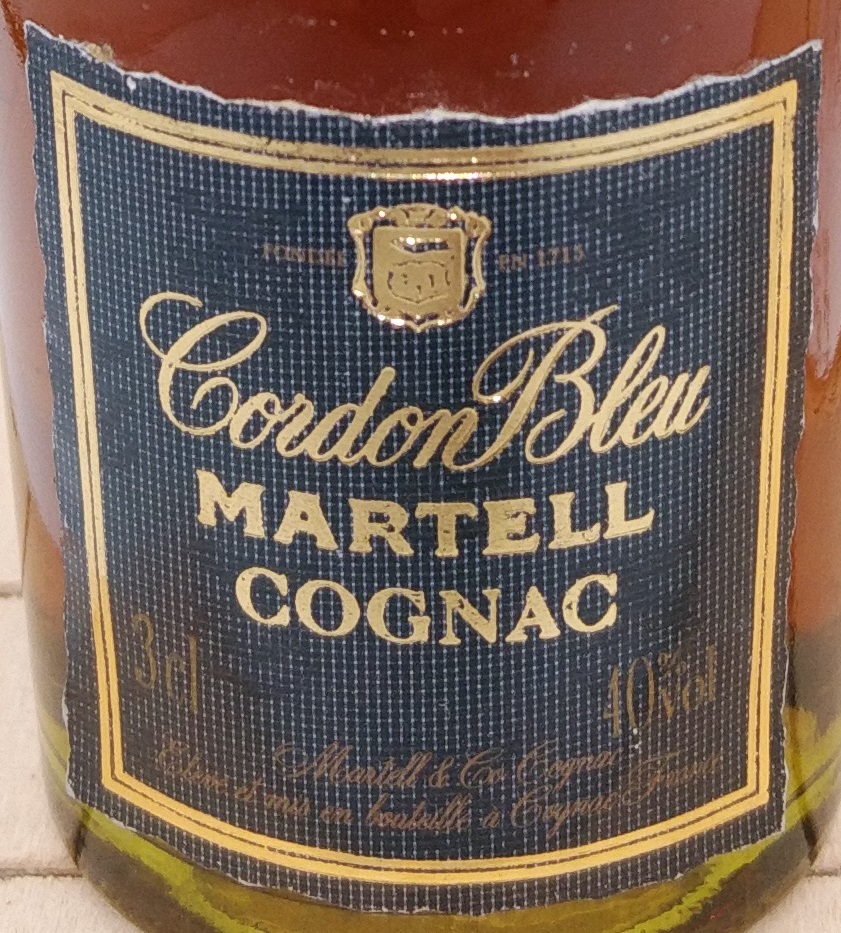 FONDÉE EN 1715
Cordon Bleu
MARTELL
COGNAC
3cl 40% vol
Martell & Co. Cognac France
Elevé et mis en bouteille à Cognac